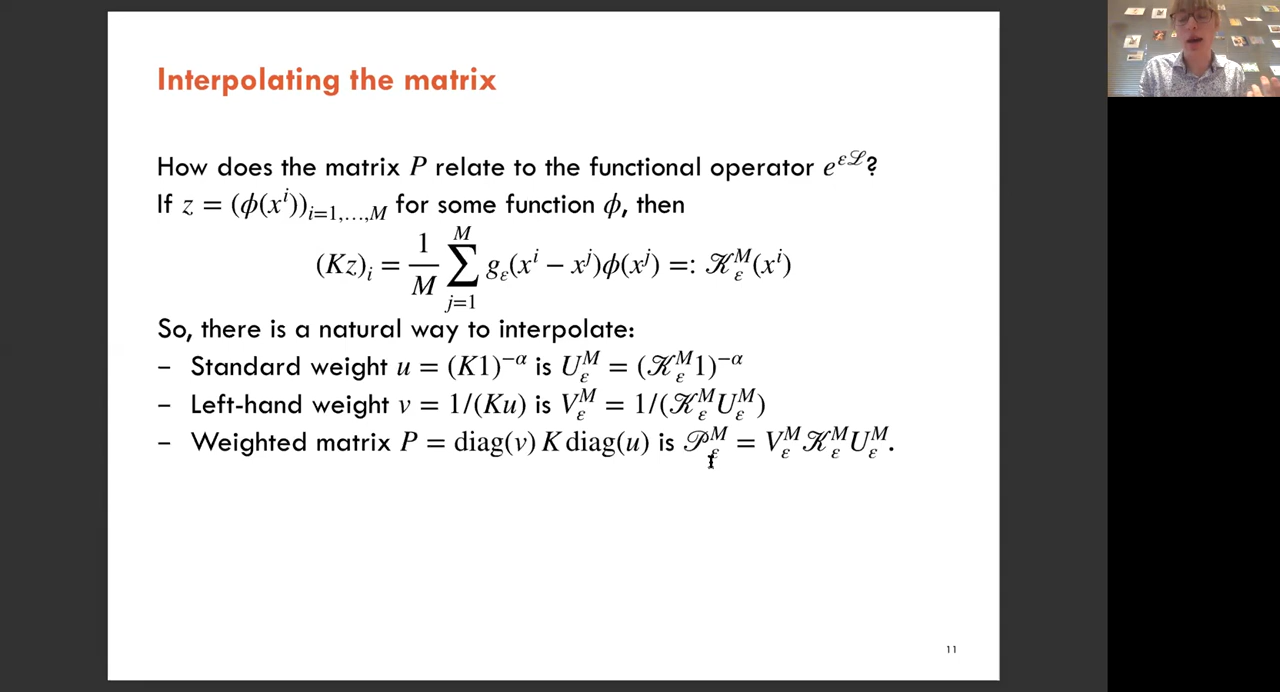 Interpolating the matrix
How does the matrix P relate to the functional operator e^{εℒ}?
If z = (ϕ(x^i))_{i=1,…,M} for some function ϕ, then
(Kz)_i = \frac{1}{M} \sum_{j=1}^{M} g_ε(x^i − x^j)ϕ(x^j) =: 𝒦_ε^M(x^i)
So, there is a natural way to interpolate:
– Standard weight u = (K1)^{−α} is U_ε^M = (𝒦_ε^M 1)^{−α}
– Left-hand weight v = 1/(Ku) is V_ε^M = 1/(𝒦_ε^M U_ε^M)
– Weighted matrix P = diag(v) K diag(u) is 𝒫_ε^M = V_ε^M 𝒦_ε^M U_ε^M.
11